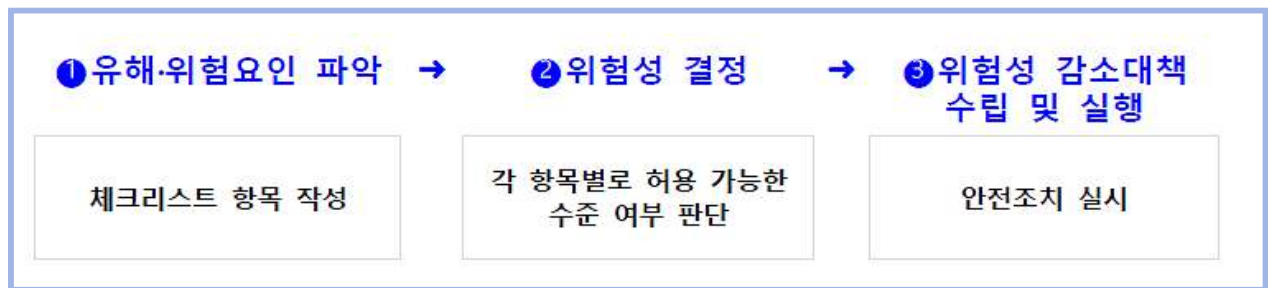 ❶유해·위험요인 파악 → ❷위험성 결정 → ❸위험성 감소대책
수립 및 실행
체크리스트 항목 작성
각 항목별로 허용 가능한
수준 여부 판단
안전조치 실시